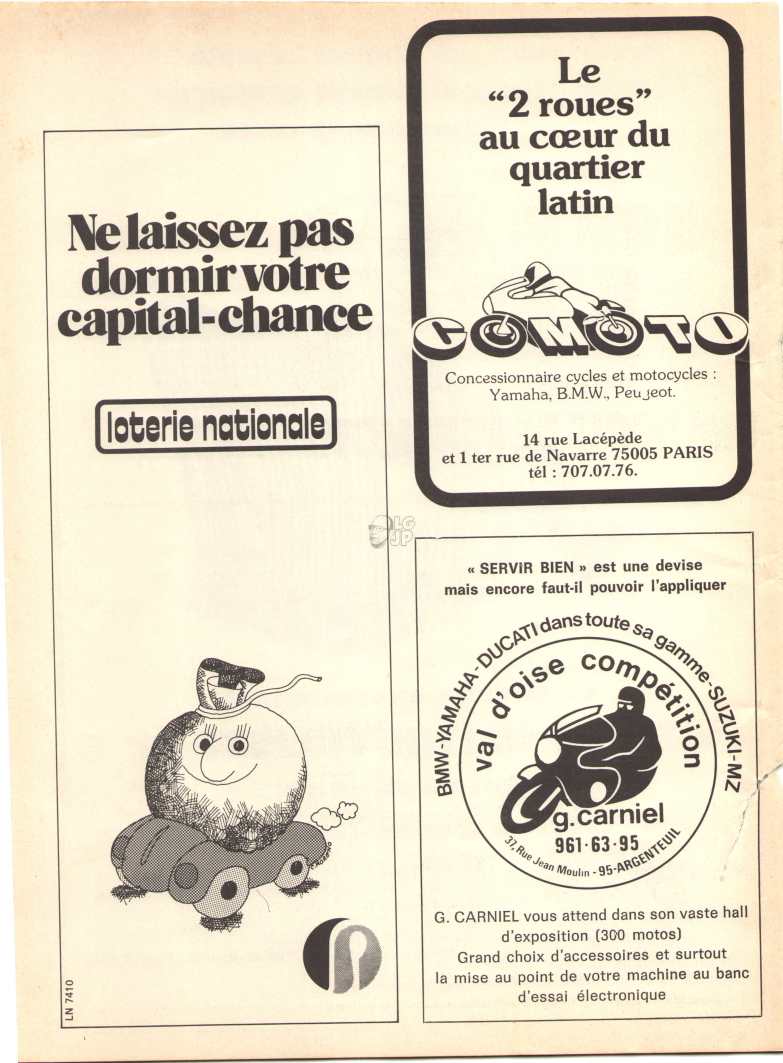 Ne laissez pas
dormir votre
capital-chance
loterie nationale
LN 7410
Le
“2 roues”
au cœur du
quartier
latin
COMOTO
Concessionnaire cycles et motocycles :
Yamaha, B.M.W., Peugeot.
14 rue Lacépède
et 1 ter rue de Navarre 75005 PARIS
tél : 707.07.76.
LG
JP
« SERViR BIEN » est une devise
mais encore faut-il pouvoir l'appliquer
BMW-YAMAHA-DUCATI dans toute sa gamme-SUZUKI-MZ
val d'oise compétition
g.carniel
961·63·95
37, Rue Jean Moulin - 95-ARGENTEUIL
G. CARNIEL vous attend dans son vaste hall
d'exposition (300 motos)
Grand choix d'accessoires et surtout
la mise au point de votre machine au banc
d'essai électronique